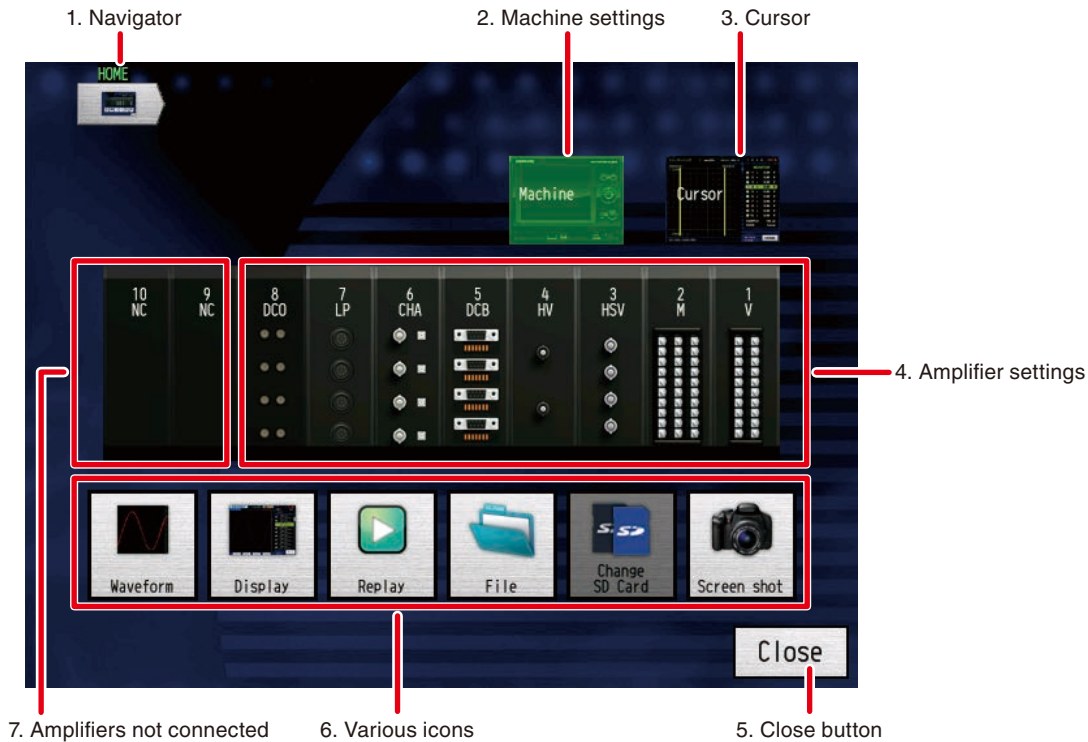 1. Navigator
2. Machine settings
3. Cursor
HOME
Machine
Cursor
10
NC
9
NC
8
DCO
7
LP
6
CHA
5
DCB
4
HV
3
HSV
2
M
1
V
4. Amplifier settings
Waveform
Display
Replay
File
Change
SD Card
Screen shot
Close
7. Amplifiers not connected
6. Various icons
5. Close button